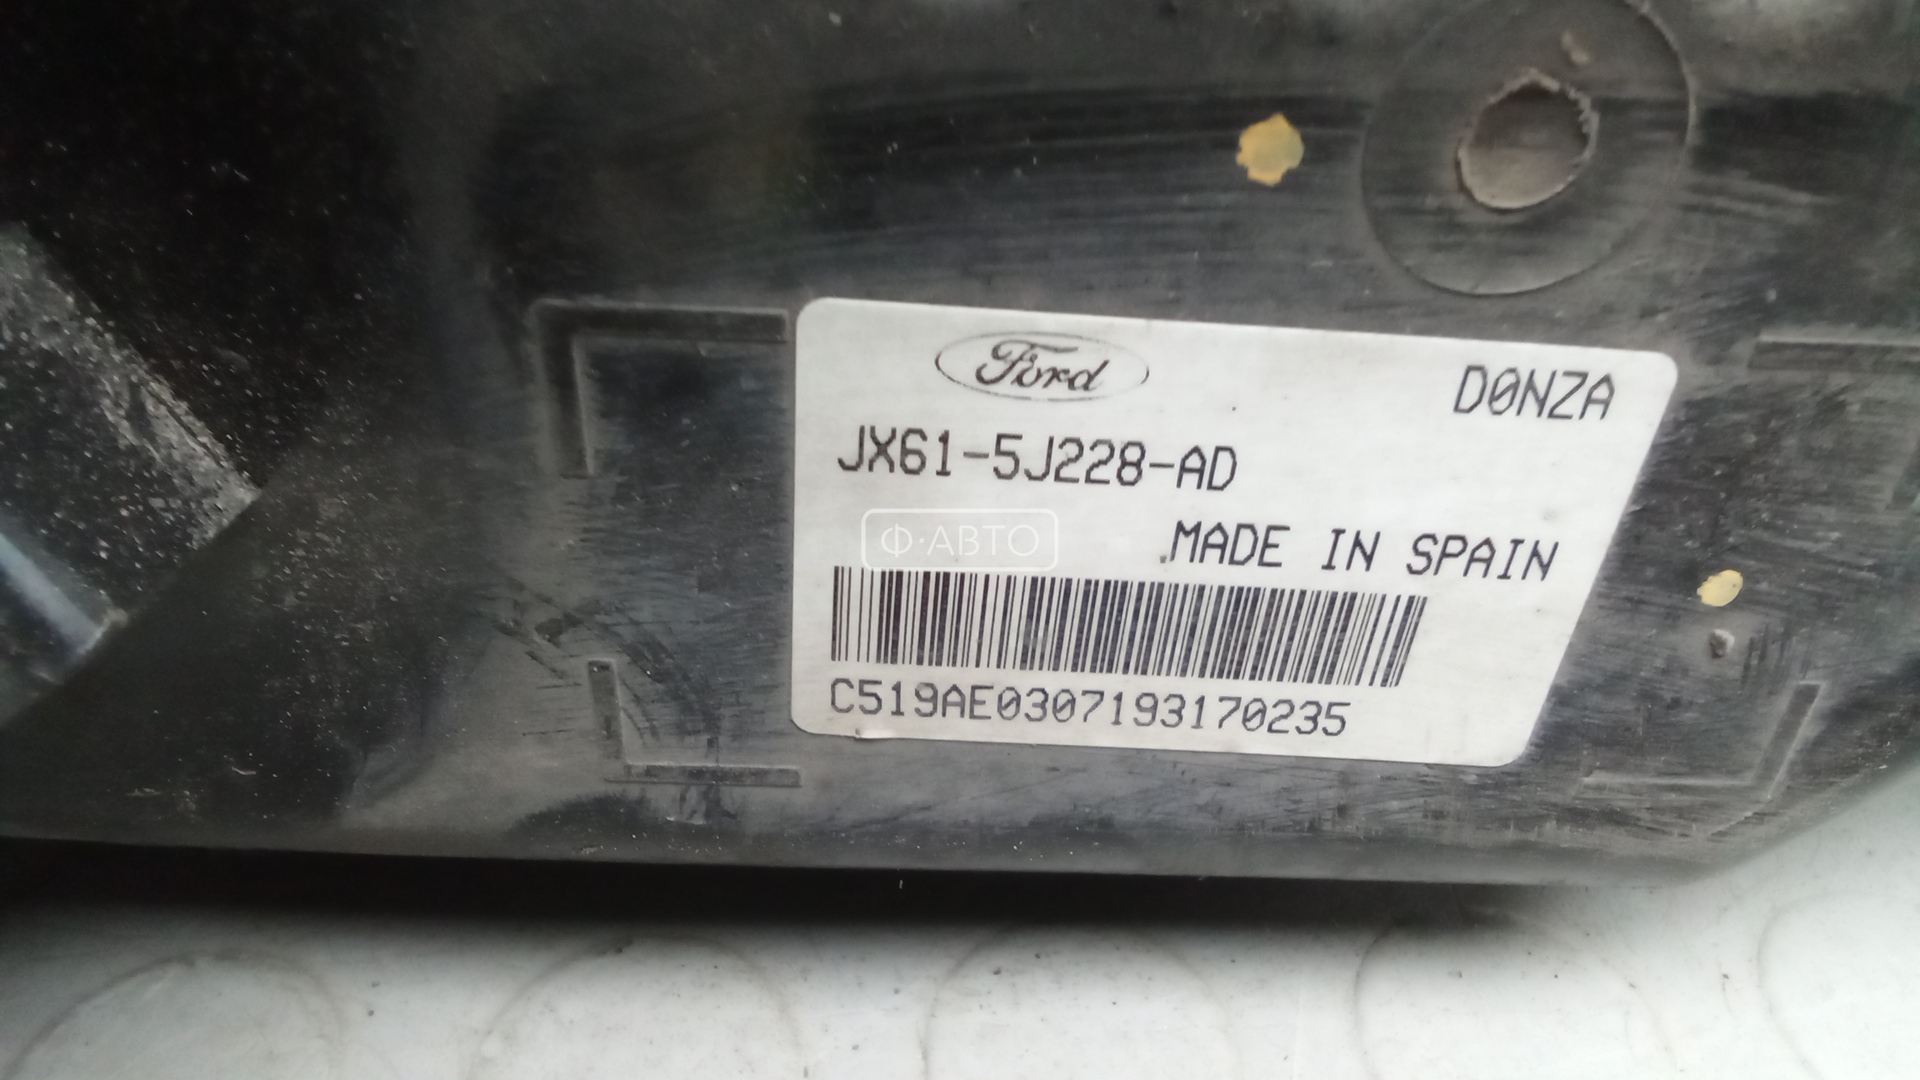 Ford
D0NZA
JX61-5J228-AD
Ф·АВТО
MADE IN SPAIN
C519AE0307193170235